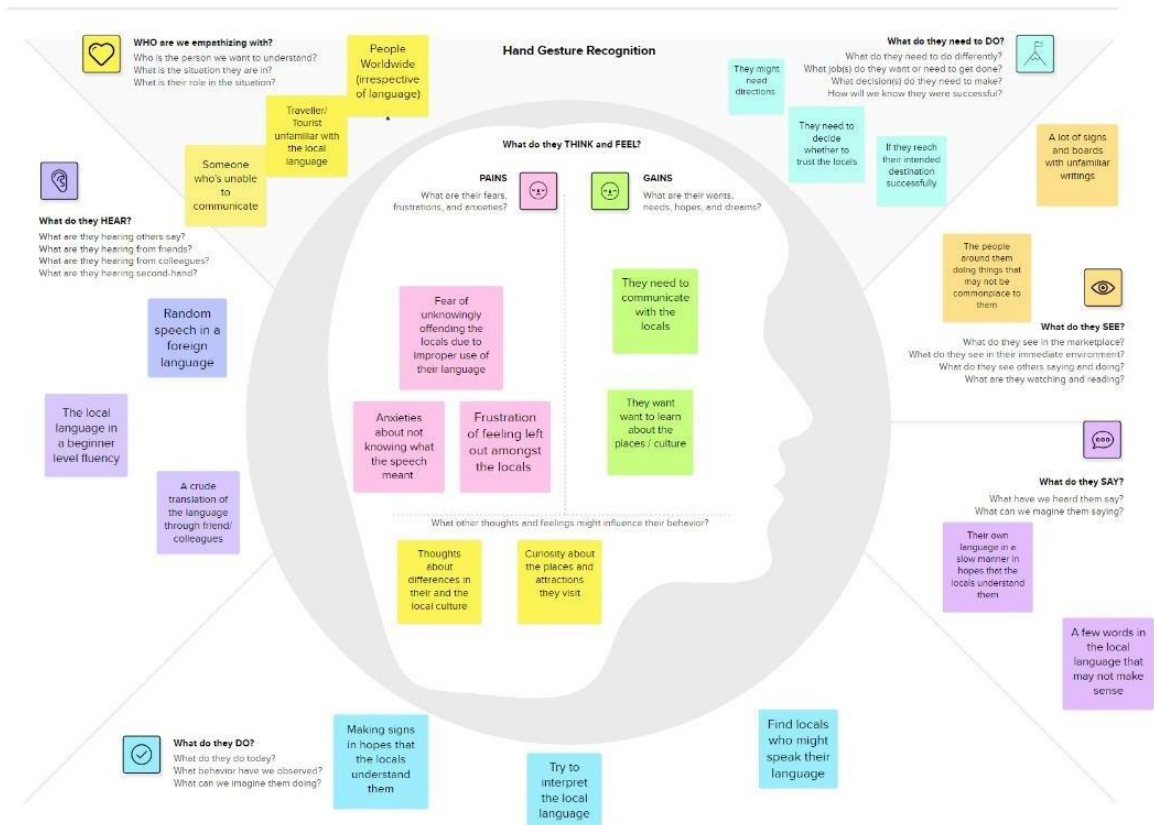 Hand Gesture Recognition
WHO are we empathizing with?
Who is the person we want to understand?
What is the situation they are in?
What is their role in the situation?
People
Worldwide
(irrespective
of language)
Traveller/
Tourist
unfamiliar with
the local
language
Someone
who's unable
to
communicate
What do they need to DO?
What do they need to do differently?
What job(s) do they want or need to get done?
What decision(s) do they need to make?
How will we know they were successful?
They might
need
directions
They need to
decide
whether to
trust the locals
If they reach
their intended
destination
successfully
A lot of signs
and boards
with unfamiliar
writings
The people
around them
doing things that
may not be
commonplace to
them
What do they SEE?
What do they see in the marketplace?
What do they see in their immediate environment?
What do they see others saying and doing?
What are they watching and reading?
What do they SAY?
What have we heard them say?
What can we magine them saying?
Their own
language in a
slow manner in
hopes that the
locals understand
them
A few words in
the local
language that
may not make
sense
What do they DO?
What do they do today?
What behavior have we observed?
What can we imagine them doing?
Making signs
in hopes that
the locals
understand
them
Try to
interpret
the local
language
Find locals
who might
speak their
language
What do they HEAR?
What are they hearing others say?
What are they hearing from friends?
What are they hearing from colleagues?
What are they hearing second-hand?
Random
speech in a
foreign
language
The local
language in
a beginner
level fluency
A crude
translation of
the language
through friend/
colleagues
What do they THINK and FEEL?
PAINS
What are their fears,
frustrations, and anxieties?
GAINS
What are their wants,
needs, hopes, and dreams?
Fear of
unknowingly
offending the
locals due to
improper use of
their language
Anxieties
about not
knowing what
the speech
meant
Frustration
of feeling left
out amongst
the locals
They need to
communicate
with the
locals
They want
want to learn
about the
places / culture
What other thoughts and feelings might influence their behavior?
Thoughts
about
differences in
their and the
local culture
Curiosity about
the places and
attractions
they visit